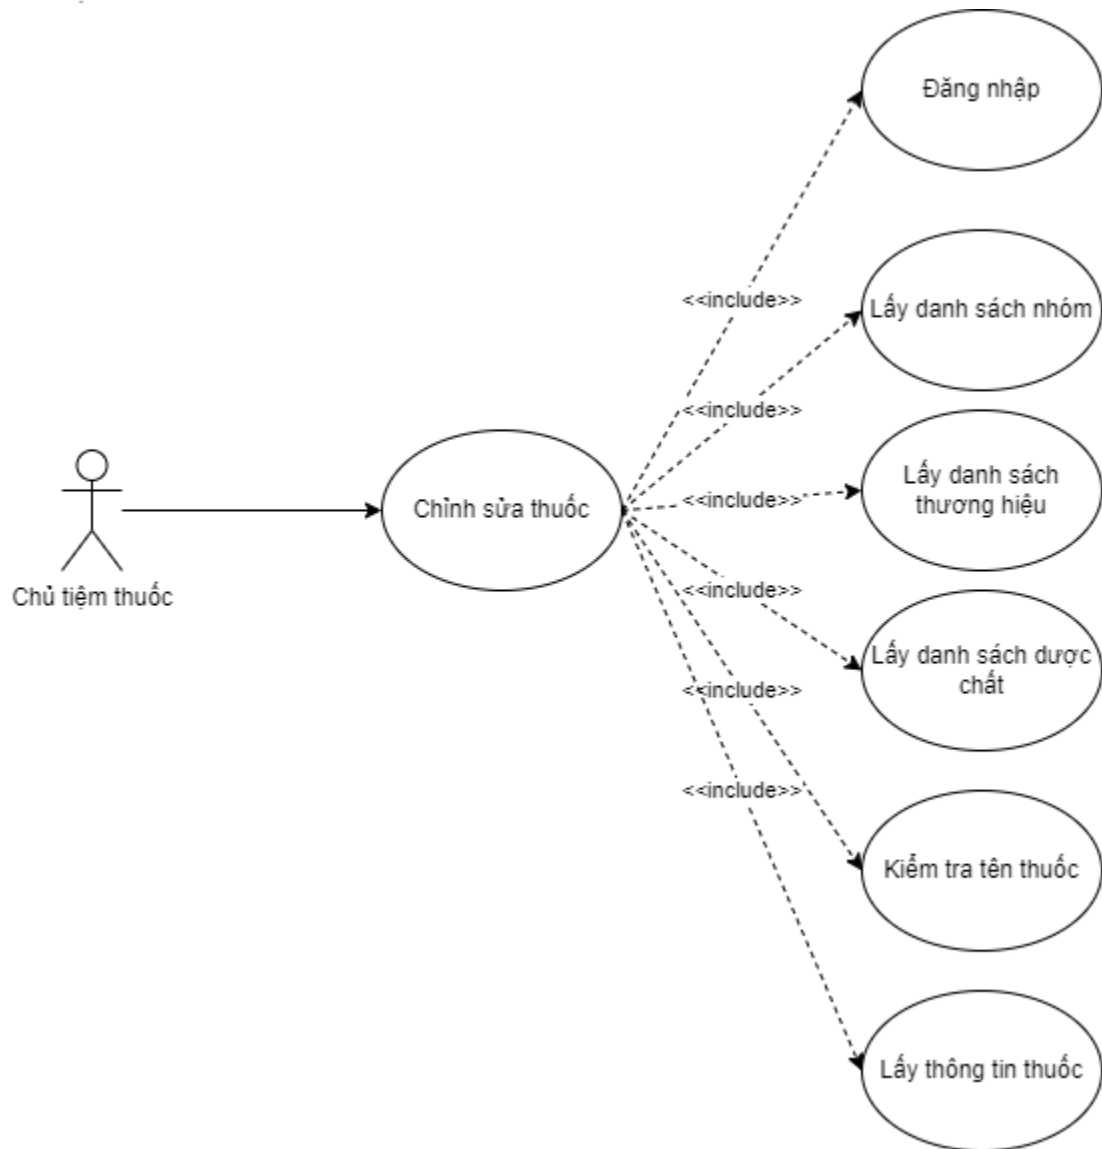 Đăng nhập
<<include>>
Lấy danh sách nhóm
<<include>>
Lấy danh sách
thương hiệu
<<include>>
Chỉnh sửa thuốc
Chủ tiệm thuốc
<<include>>
Lấy danh sách dược
chất
<<include>>
<<include>>
Kiểm tra tên thuốc
Lấy thông tin thuốc